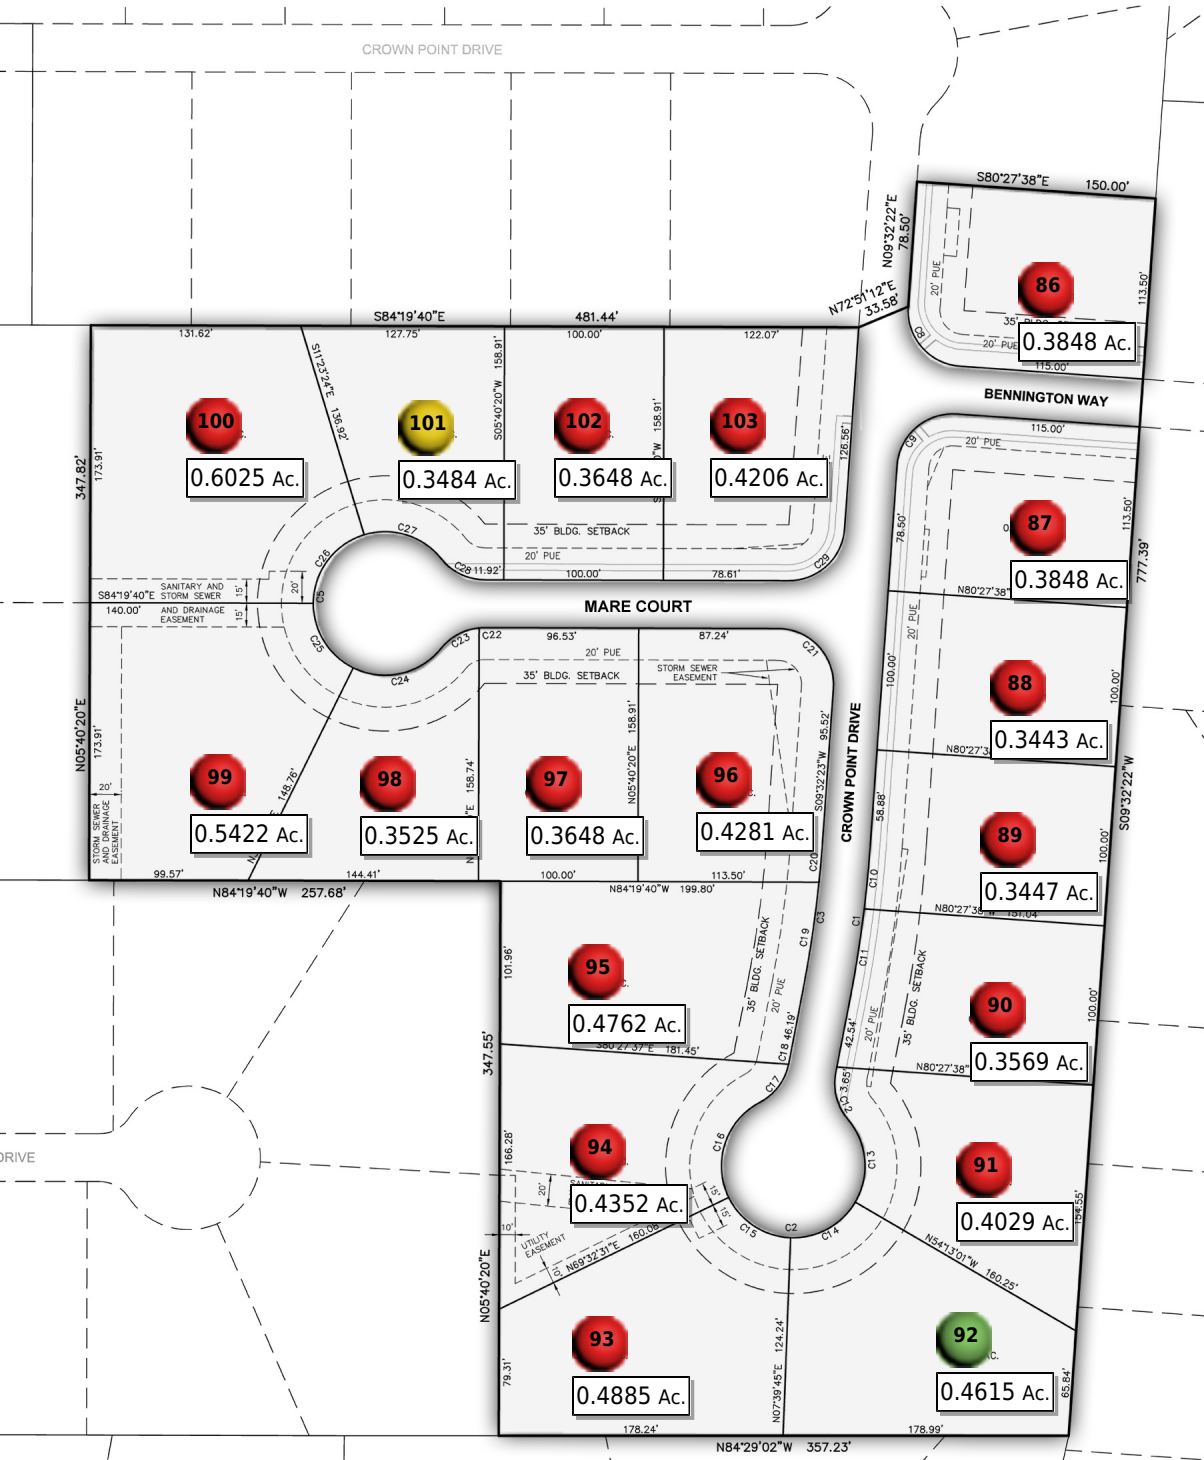 CROWN POINT DRIVE
S80°27'38"E 150.00'
N09°32'22"E
78.50'
20' PUE
86
113.50'
N72°51'12"E
33.58'
35'
0.3848 Ac.
C8
20' PUE
115.00'
BENNINGTON WAY
S84°19'40"E 481.44'
131.62'
127.75'
100.00'
122.07'
S11°23'24"E 136.92'
S05°40'20"W 158.91'
158.91'
126.56'
347.82'
173.91'
100
0.6025 Ac.
101
0.3484 Ac.
102
0.3648 Ac.
103
0.4206 Ac.
C9
20' PUE
115.00'
78.50'
87
113.50'
0.3848 Ac.
777.39'
N80°27'38"
C27
35' BLDG. SETBACK
20' PUE
C26
C28 11.92'
100.00'
78.61'
C29
SANITARY AND
STORM SEWER
15'
20'
S84°19'40"E
140.00'
AND DRAINAGE
EASEMENT
15'
C5
MARE COURT
C25
C24
C23
C22
96.53'
87.24'
C21
20' PUE
35' BLDG. SETBACK
STORM SEWER
EASEMENT
20' PUE
100.00'
88
0.3443 Ac.
100.00'
N05°40'20"E
173.91'
20'
STORM SEWER
AND DRAINAGE
EASEMENT
99
0.5422 Ac.
148.76'
98
0.3525 Ac.
158.74'
97
0.3648 Ac.
N05°40'20"E 158.91'
96
0.4281 Ac.
S09°32'23"W 95.52'
C20
CROWN POINT DRIVE
58.88'
89
0.3447 Ac.
100.00'
S09°32'22"W
99.57'
144.41'
100.00'
113.50'
N84°19'40"W 257.68'
N84°19'40"W 199.80'
C10
151.04'
C3
C1
C19
C11
101.96'
95
0.4762 Ac.
35' BLDG. SETBACK
20' PUE
C18 46.19'
42.54'
20' PUE
35' BLDG. SETBACK
90
0.3569 Ac.
100.00'
347.55'
S80°27'37"E 181.45'
N80°27'38"
C17
3.65'
C12
DRIVE
166.28'
94
0.4352 Ac.
C16
C13
91
0.4029 Ac.
154.55'
20'
10'
UTILITY
EASEMENT
10'
N69°32'31"E 160.08'
15'
15'
C15
C2
C14
N54°13'01"W 160.25'
N05°40'20"E
79.31'
93
0.4885 Ac.
N07°39'45"E 124.24'
92
0.4615 Ac.
65.84'
178.24'
178.99'
N84°29'02"W 357.23'